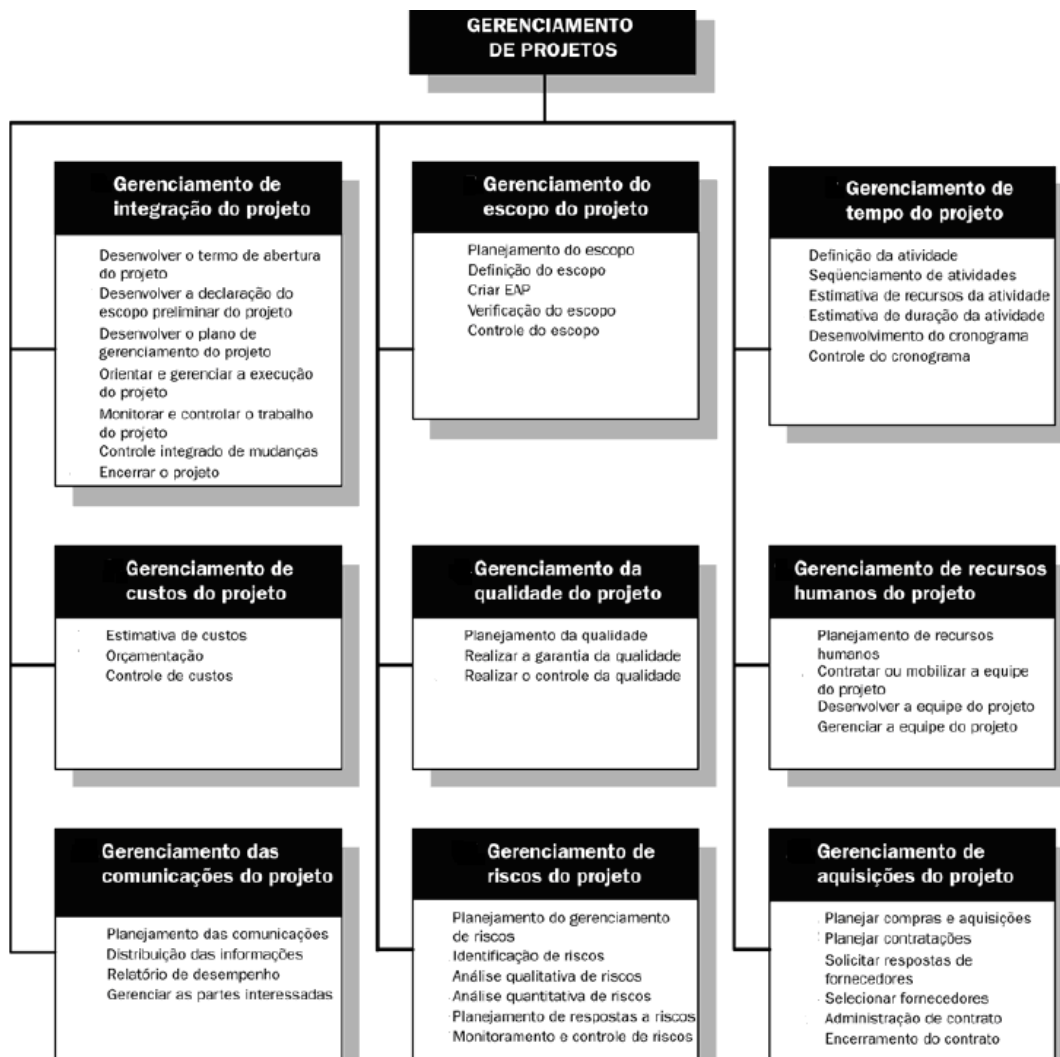 GERENCIAMENTO
DE PROJETOS
Gerenciamento de
integração do projeto
Desenvolver o termo de abertura
do projeto
Desenvolver a declaração do
escopo preliminar do projeto
Desenvolver o plano de
gerenciamento do projeto
Orientar e gerenciar a execução
do projeto
Monitorar e controlar o trabalho
do projeto
Controle integrado de mudanças
Encerrar o projeto
Gerenciamento do
escopo do projeto
Planejamento do escopo
Definição do escopo
Criar EAP
Verificação do escopo
Controle do escopo
Gerenciamento de
tempo do projeto
Definição da atividade
Seqüenciamento de atividades
Estimativa de recursos da atividade
Estimativa de duração da atividade
Desenvolvimento do cronograma
Controle do cronograma
Gerenciamento de
custos do projeto
Estimativa de custos
Orçamentação
Controle de custos
Gerenciamento da
qualidade do projeto
Planejamento da qualidade
Realizar a garantia da qualidade
Realizar o controle da qualidade
Gerenciamento de recursos
humanos do projeto
Planejamento de recursos
humanos
Contratar ou mobilizar a equipe
do projeto
Desenvolver a equipe do projeto
Gerenciar a equipe do projeto
Gerenciamento das
comunicações do projeto
Planejamento das comunicações
Distribuição das informações
Relatório de desempenho
Gerenciar as partes interessadas
Gerenciamento de
riscos do projeto
Planejamento do gerenciamento
de riscos
Identificação de riscos
Análise qualitativa de riscos
Análise quantitativa de riscos
Planejamento de respostas a riscos
Monitoramento e controle de riscos
Gerenciamento de
aquisições do projeto
Planejar compras e aquisições
Planejar contratações
Solicitar respostas de
fornecedores
Selecionar fornecedores
Administração de contrato
Encerramento do contrato